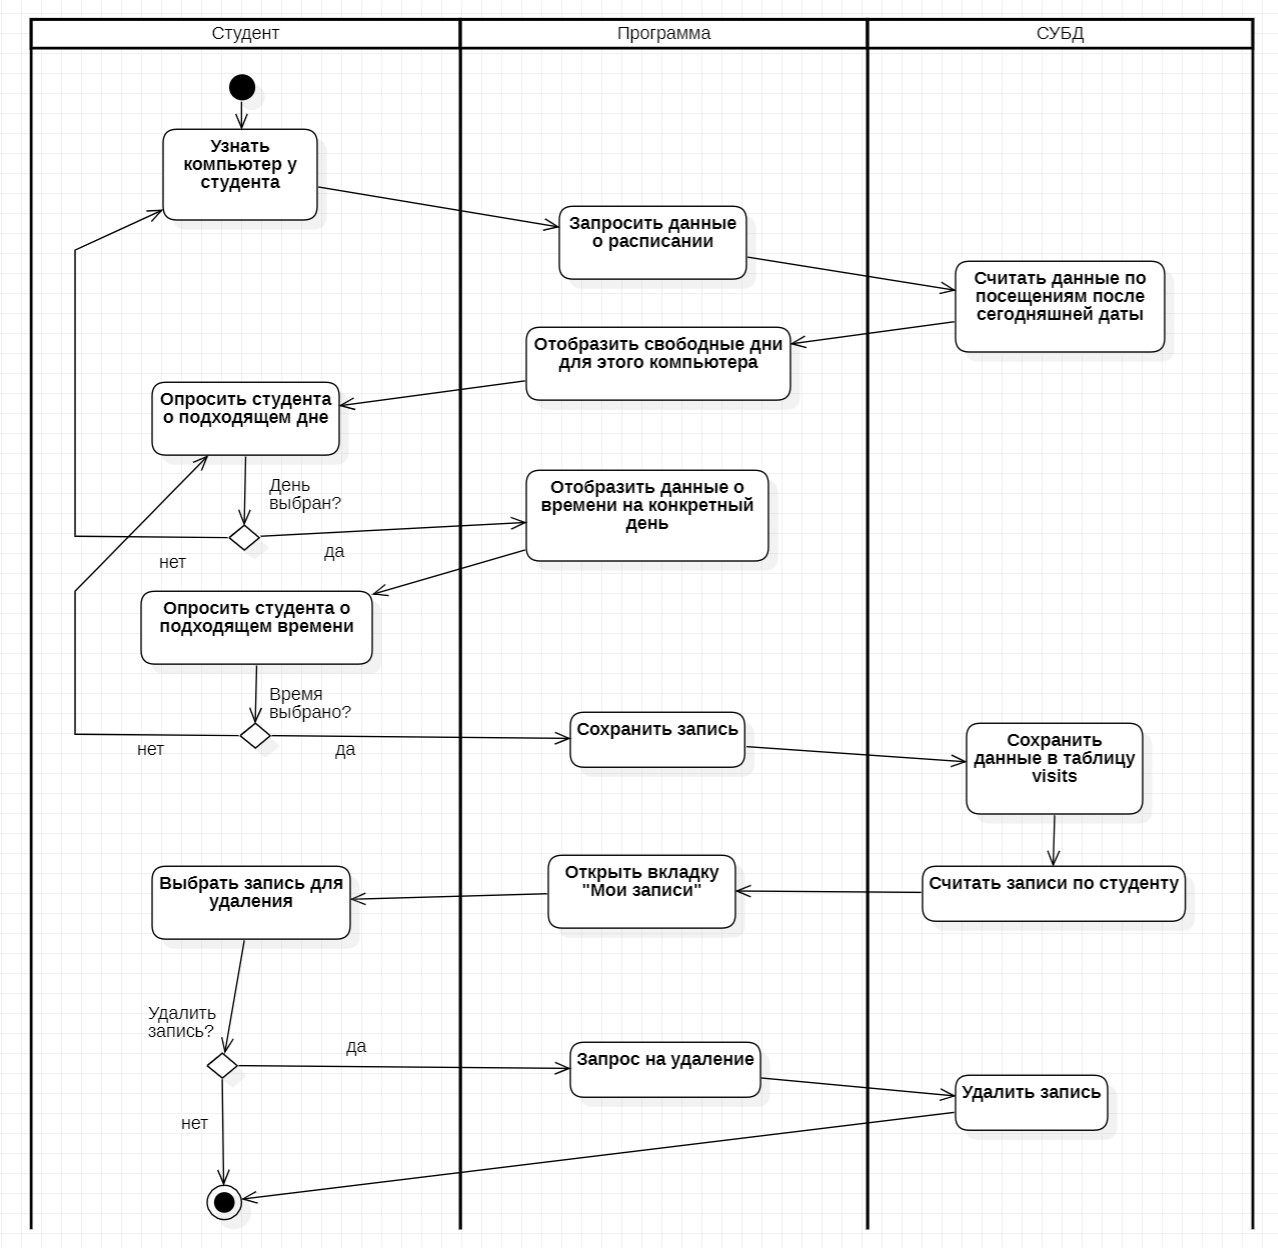 Студент
Программа
СУБД
Узнать
компьютер у
студента
Запросить данные
о расписании
Считать данные по
посещениям после
сегодняшней даты
Отобразить свободные дни
для этого компьютера
Опросить студента
о подходящем дне
День
выбран?
нет
да
Отобразить данные о
времени на конкретный
день
Опросить студента о
подходящем времени
Время
выбрано?
нет
да
Сохранить запись
Сохранить
данные в таблицу
visits
Считать записи по студенту
Открыть вкладку
"Мои записи"
Выбрать запись для
удаления
Удалить
запись?
да
нет
Запрос на удаление
Удалить запись